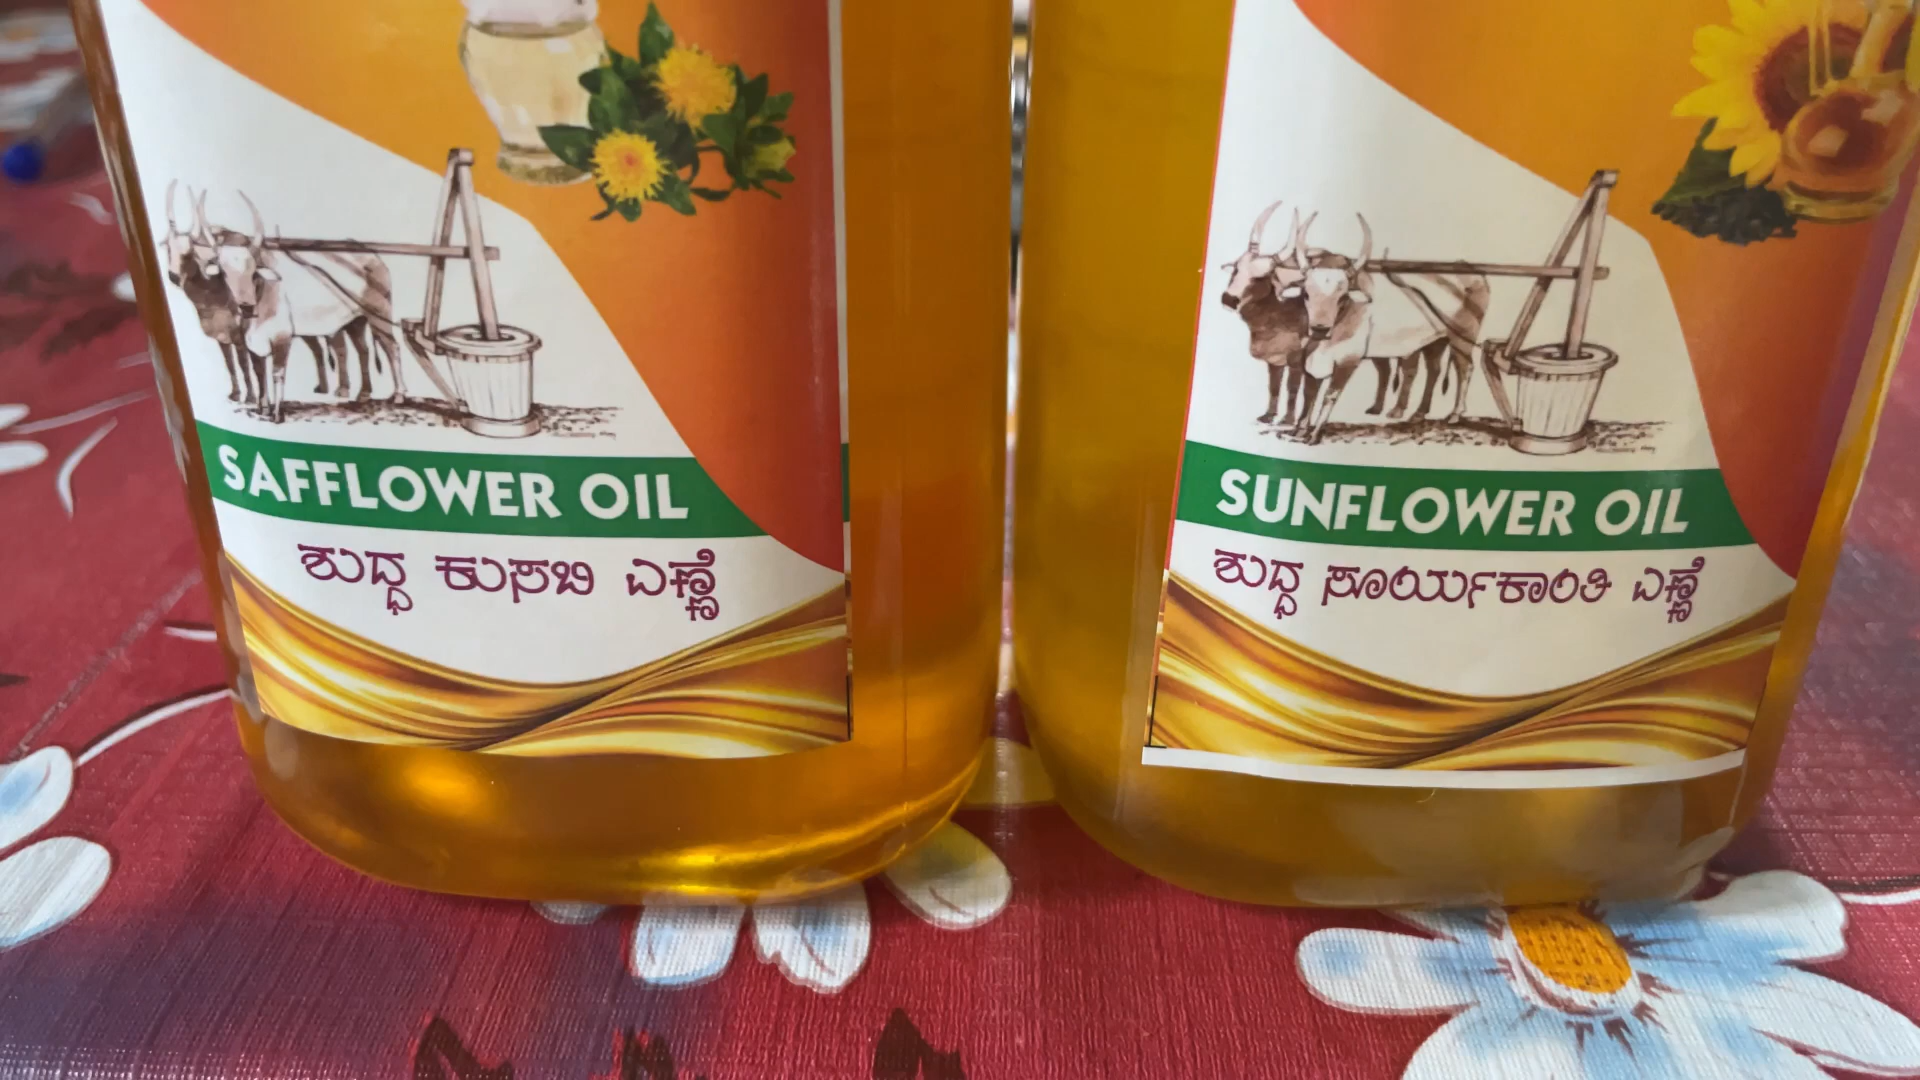 SAFFLOWER OIL
ಶುದ್ಧ ಕುಸಬಿ ಎಣ್ಣೆ
SUNFLOWER OIL
ಶುದ್ಧ ಸೂರ್ಯಕಾಂತಿ ಎಣ್ಣೆ